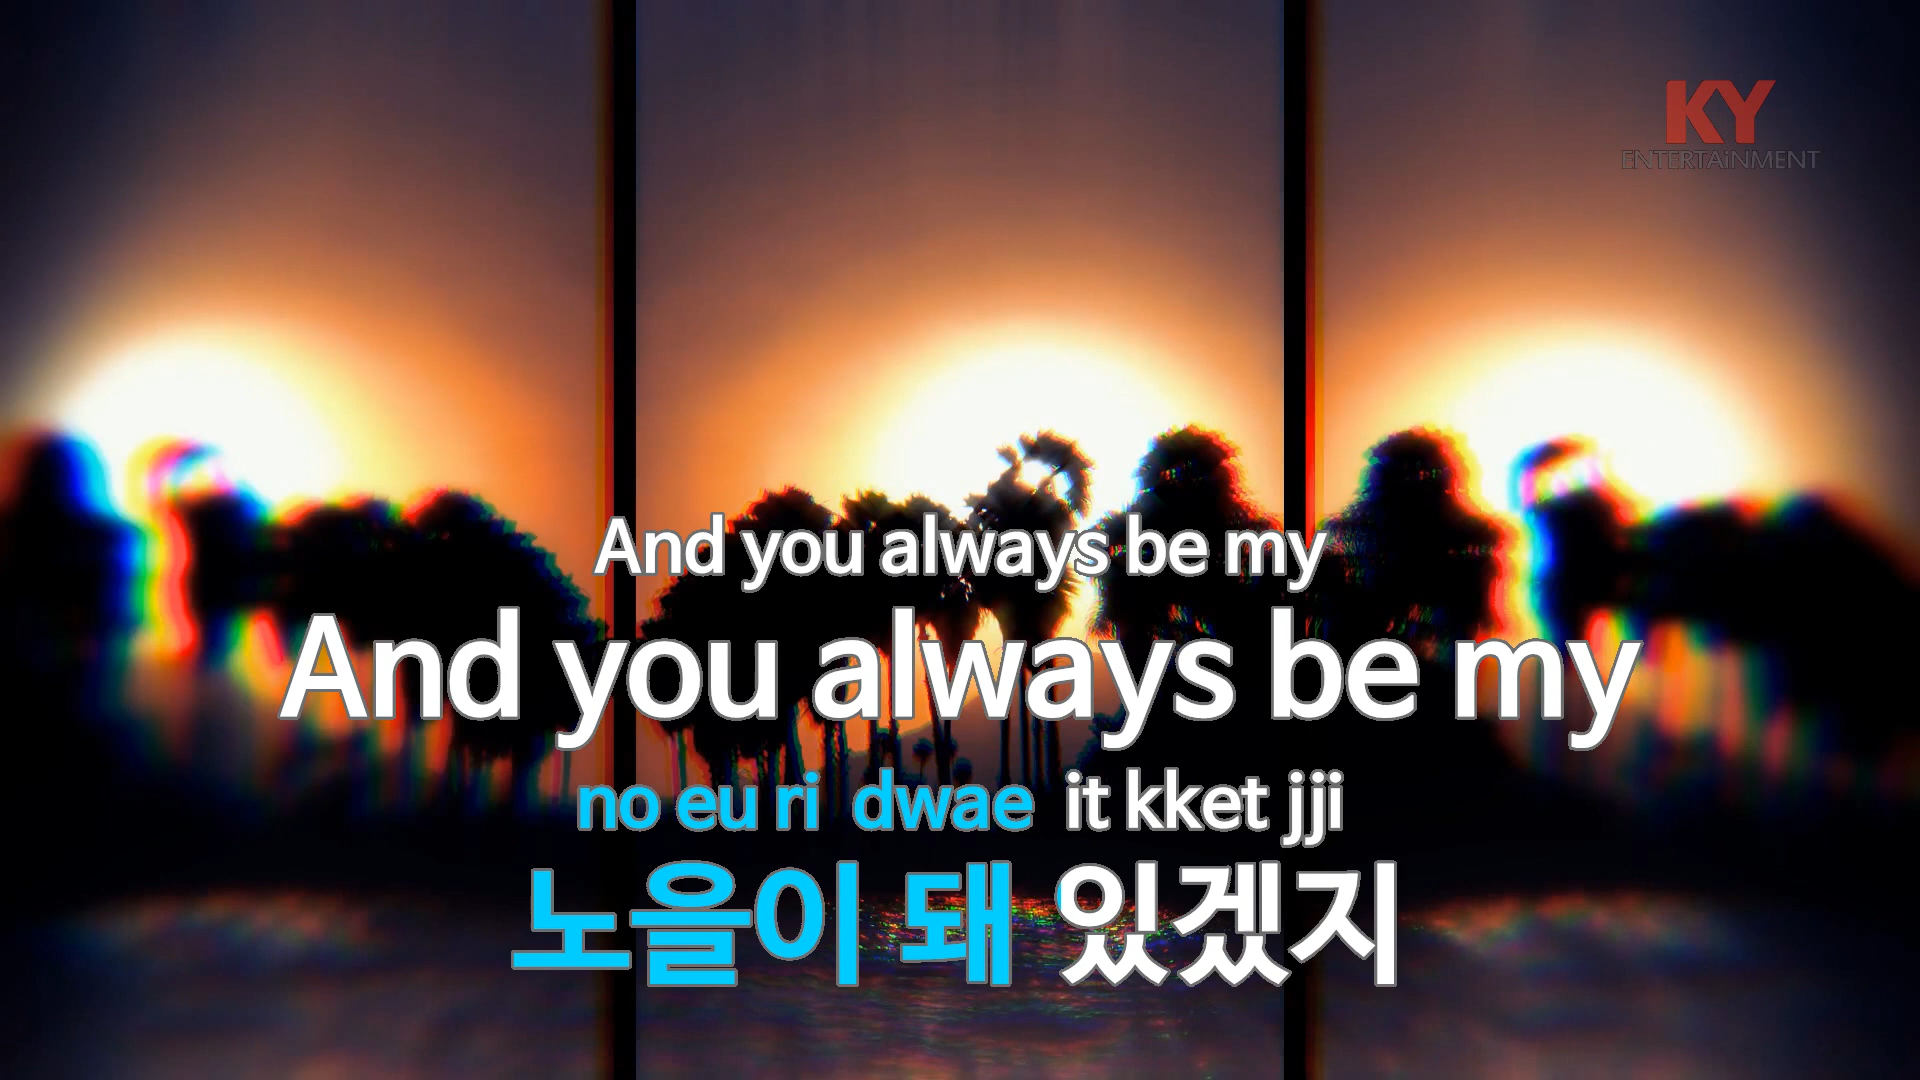 KY
ENTERTAiNMENT
And you always be my
And you always be my
no eu ri dwae it kket jji
노을이 돼 있겠지